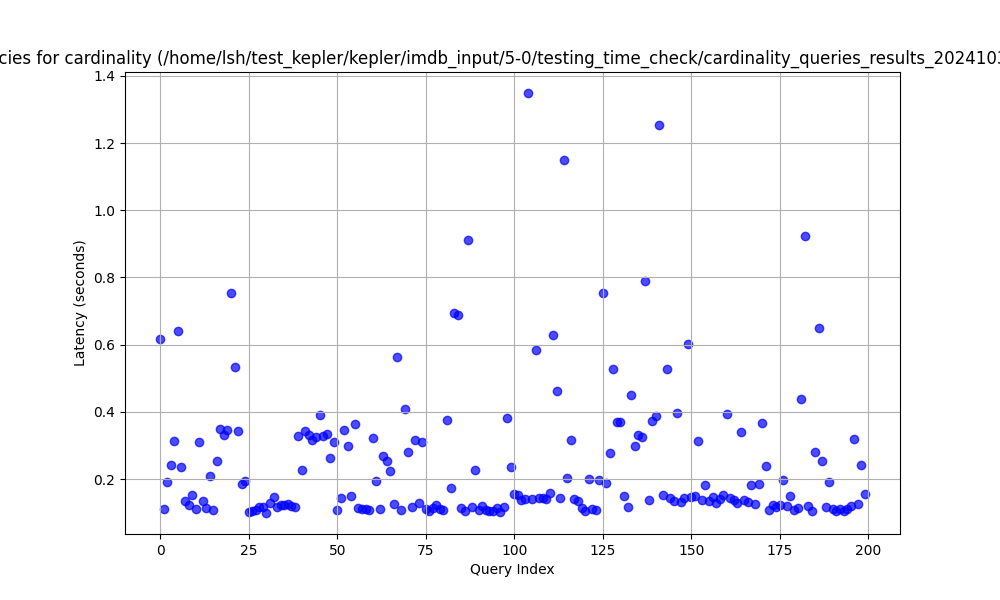 cies for cardinality (/home/lsh/test_kepler/kepler/imdb_input/5-0/testing_time_check/cardinality_queries_results_2024103
1.4
1.2
1.0
0.8
0.6
0.4
0.2
Latency (seconds)
0 25 50 75 100 125 150 175 200
Query Index